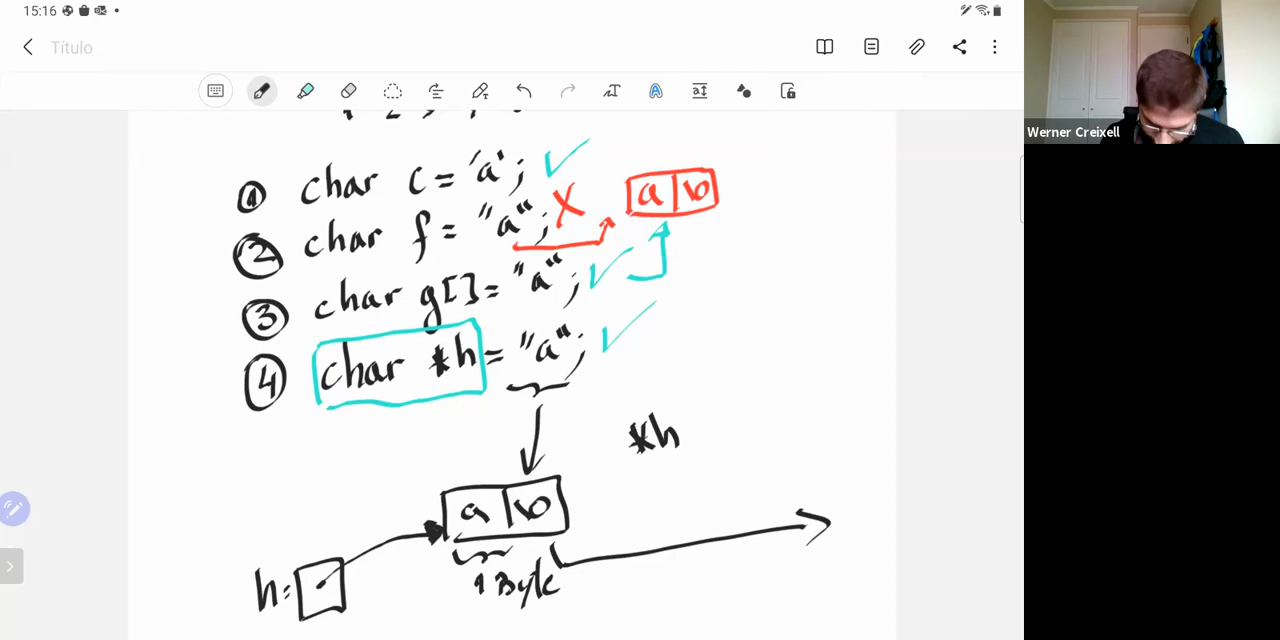 15:16
Título
① char c = 'a';
② char f = "a"; X a \0
③ char g[] = "a";
④ char *h = "a";
*h
a \0
1 Byte
h =
Werner Creixell